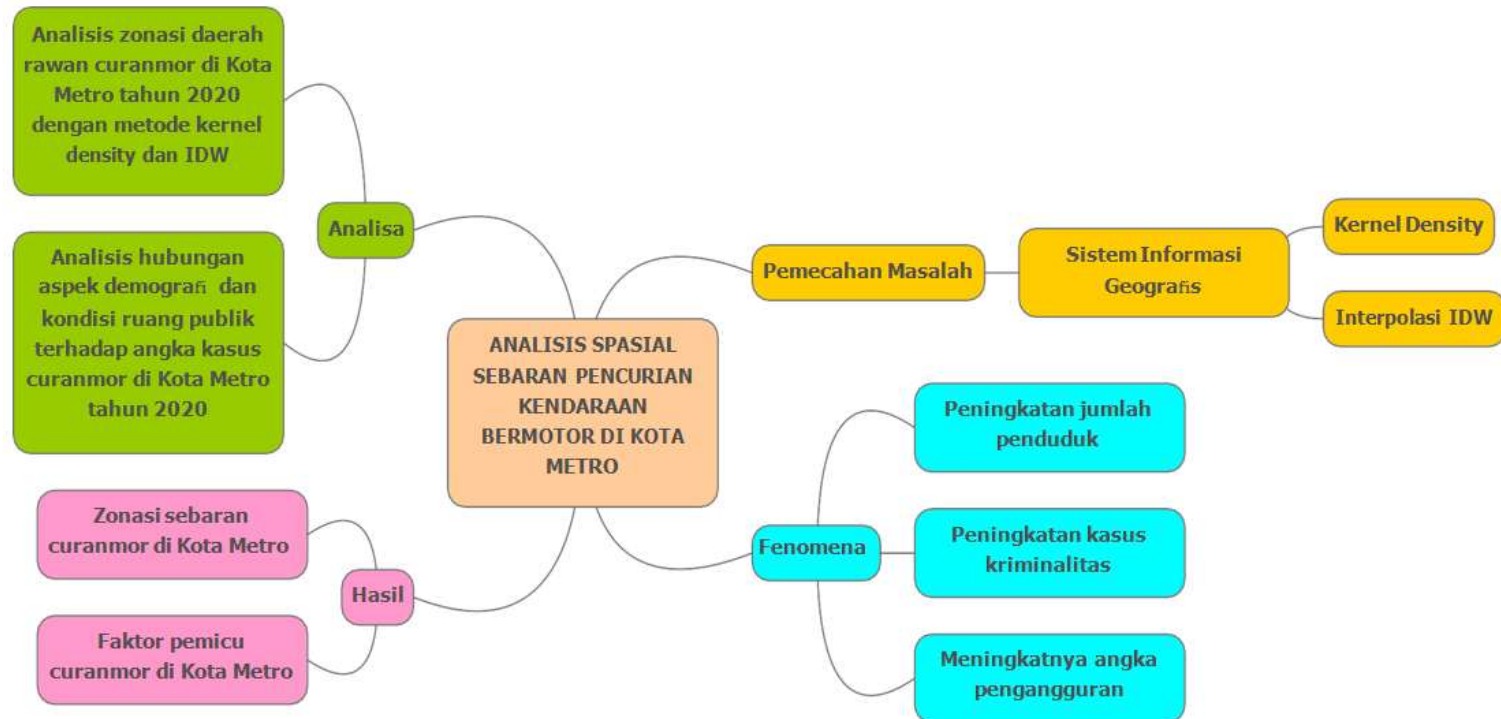 Analisis zonasi daerah
rawan curanmor di Kota
Metro tahun 2020
dengan metode kernel
density dan IDW
Analisa
Analisis hubungan
aspek demografi dan
kondisi ruang publik
terhadap angka kasus
curanmor di Kota Metro
tahun 2020
Zonasi sebaran
curanmor di Kota Metro
Hasil
Faktor pemicu
curanmor di Kota Metro
ANALISIS SPASIAL
SEBARAN PENCURIAN
KENDARAAN
BERMOTOR DI KOTA
METRO
Pemecahan Masalah
Sistem Informasi
Geografis
Kernel Density
Interpolasi IDW
Fenomena
Peningkatan jumlah
penduduk
Peningkatan kasus
kriminalitas
Meningkatnya angka
pengangguran